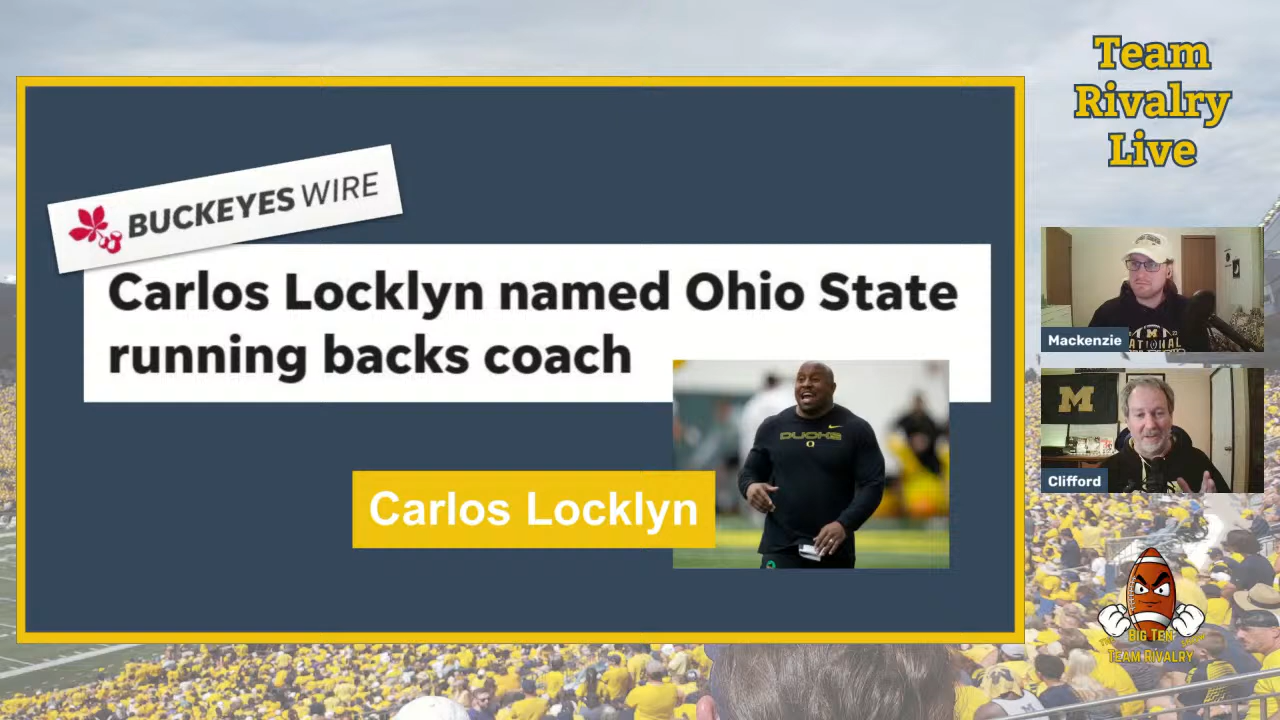 Team
Rivalry
Live
BUCKEYES WIRE
Carlos Locklyn named Ohio State
running backs coach
DUCKS
O
Carlos Locklyn
M
NATIONAL
Mackenzie
M
Clifford
BIG TEN
TEAM RIVALRY